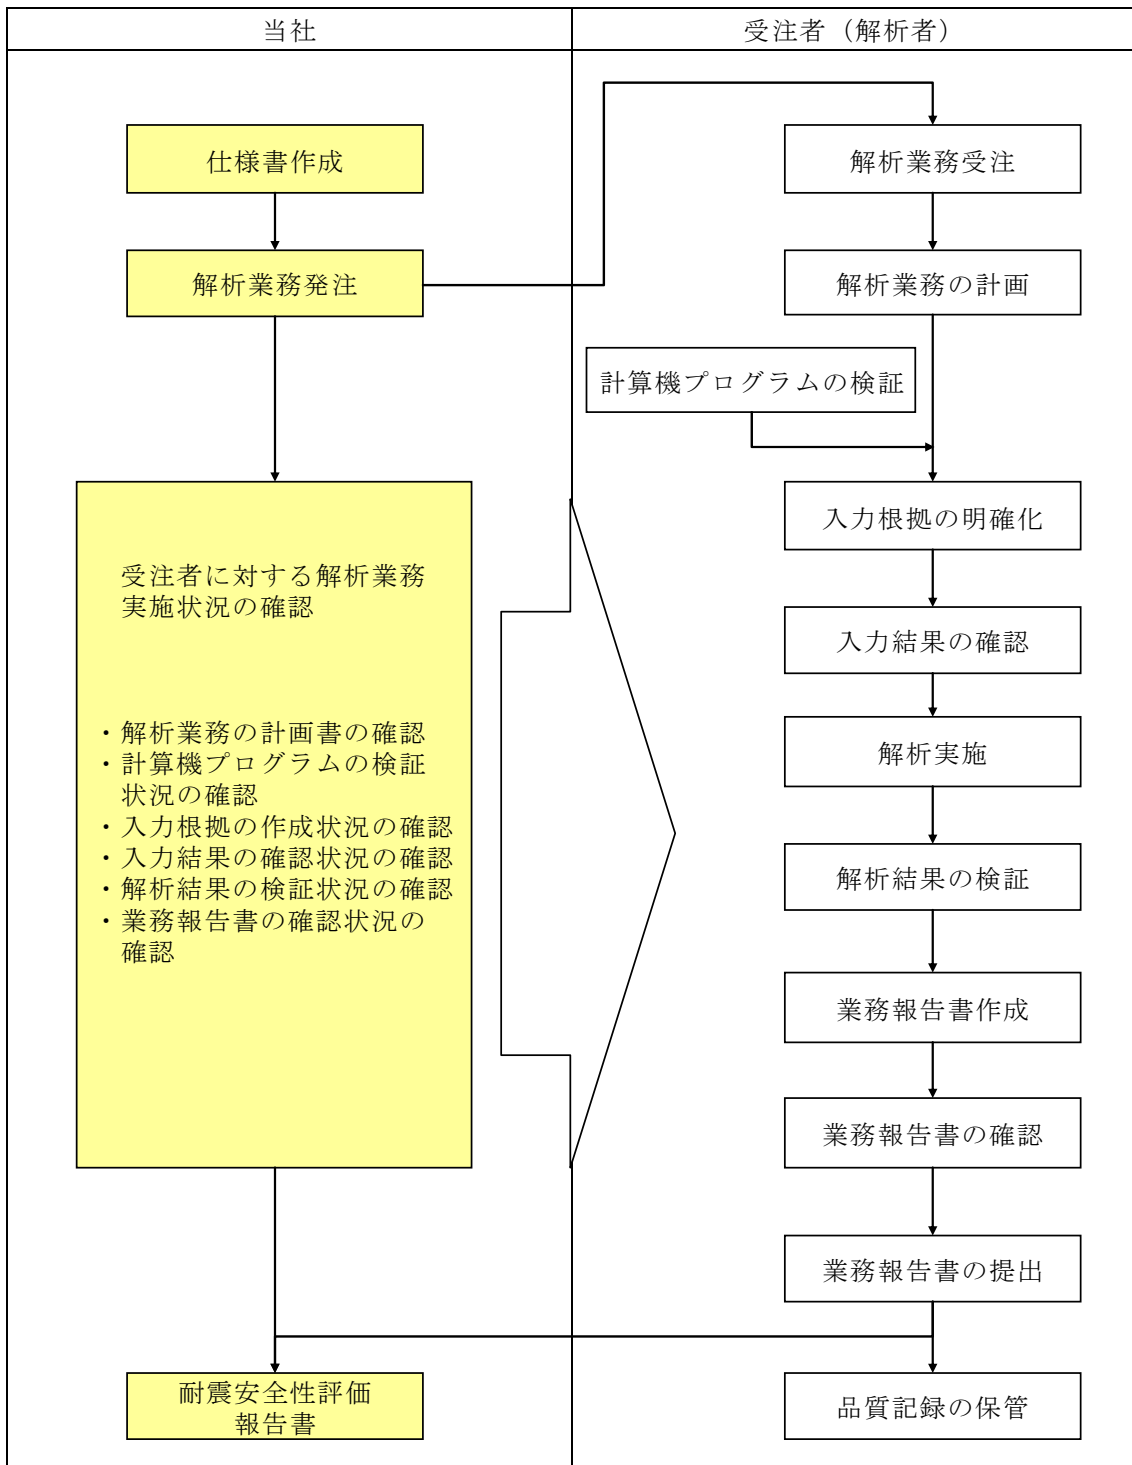 当社
受注者（解析者）
仕様書作成
解析業務発注
受注者に対する解析業務
実施状況の確認
・解析業務の計画書の確認
・計算機プログラムの検証
状況の確認
・入力根拠の作成状況の確認
・入力結果の確認状況の確認
・解析結果の検証状況の確認
・業務報告書の確認状況の
確認
耐震安全性評価
報告書
解析業務受注
解析業務の計画
計算機プログラムの検証
入力根拠の明確化
入力結果の確認
解析実施
解析結果の検証
業務報告書作成
業務報告書の確認
業務報告書の提出
品質記録の保管